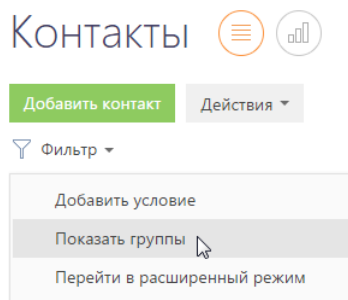 Контакты
Добавить контакт Действия
Фильтр
Добавить условие
Показать группы
Перейти в расширенный режим